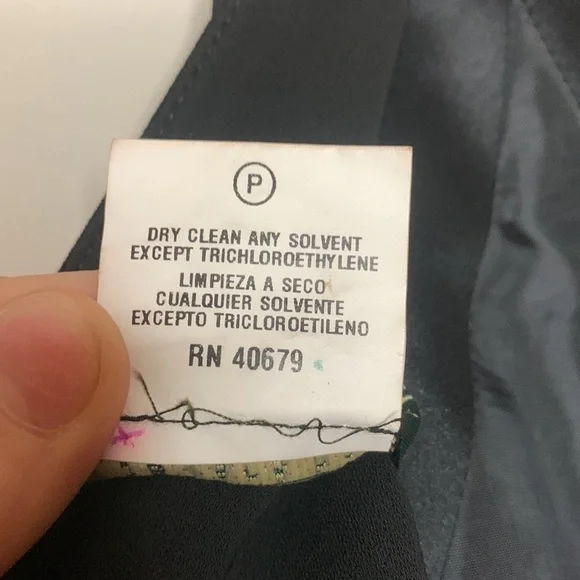 P
DRY CLEAN ANY SOLVENT
EXCEPT TRICHLOROETHYLENE
LIMPIEZA A SECO
CUALQUIER SOLVENTE
EXCEPTO TRICLOROETILENO
RN 40679